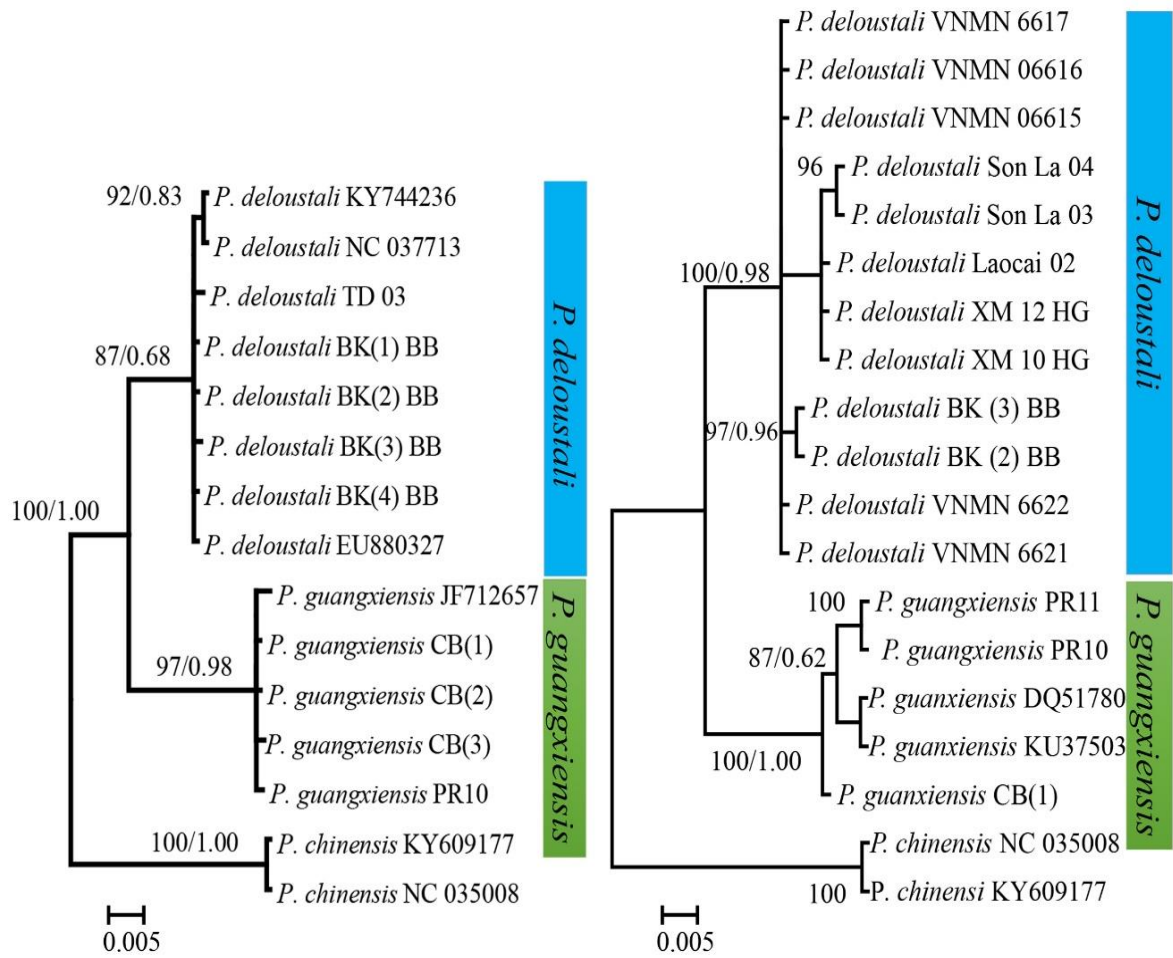 92/0.83
P. deloustali KY744236
P. deloustali NC 037713
P. deloustali TD 03
87/0.68
P. deloustali BK(1) BB
P. deloustali BK(2) BB
P. deloustali BK(3) BB
P. deloustali BK(4) BB
100/1.00
P. deloustali EU880327
P. deloustali
P. guangxiensis JF712657
P. guangxiensis CB(1)
97/0.98
P. guangxiensis CB(2)
P. guangxiensis CB(3)
P. guangxiensis PR10
P. guangxiensis
100/1.00
P. chinensis KY609177
P. chinensis NC 035008
0.005
P. deloustali VNMN 6617
P. deloustali VNMN 06616
P. deloustali VNMN 06615
96
P. deloustali Son La 04
P. deloustali Son La 03
100/0.98
P. deloustali Laocai 02
P. deloustali XM 12 HG
P. deloustali XM 10 HG
P. deloustali BK (3) BB
97/0.96
P. deloustali BK (2) BB
P. deloustali VNMN 6622
P. deloustali VNMN 6621
P. deloustali
100
P. guangxiensis PR11
P. guangxiensis PR10
87/0.62
P. guanxiensis DQ51780
P. guanxiensis KU37503
100/1.00
P. guanxiensis CB(1)
P. guangxiensis
P. chinensis NC 035008
100
P. chinensi KY609177
0.005